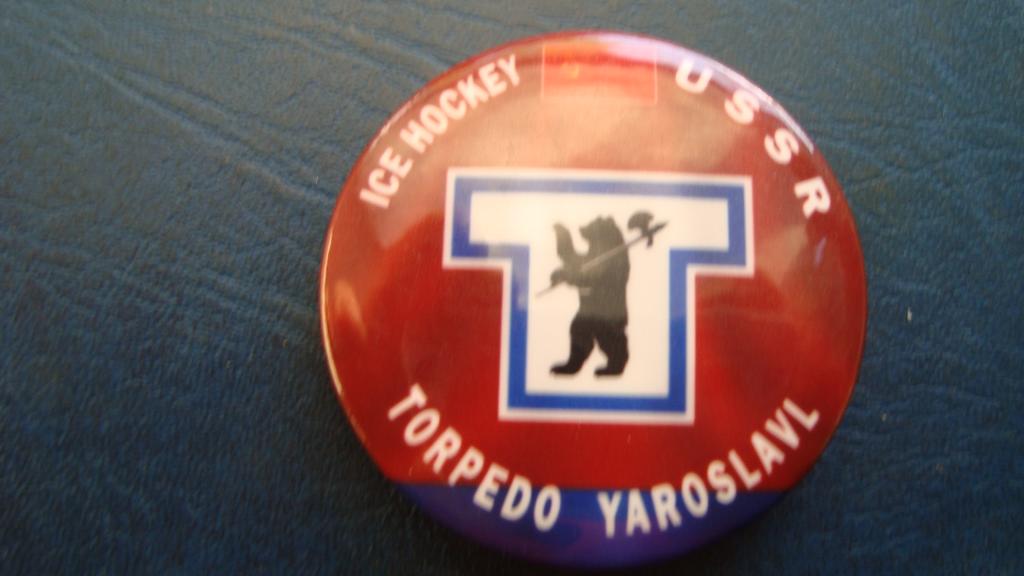 ICE HOCKEY USSR
T
TORPEDO YAROSLAVL